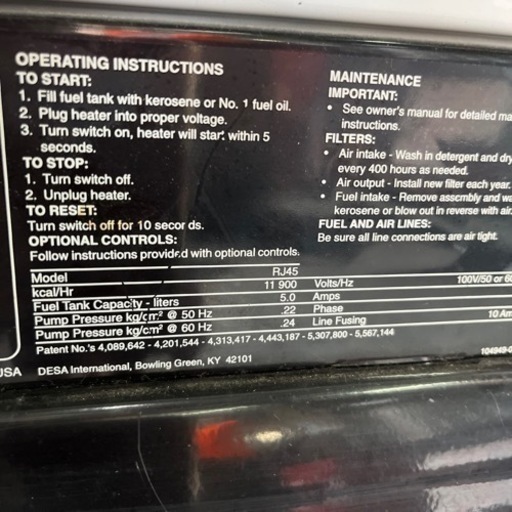 OPERATING INSTRUCTIONS
TO START:
1. Fill fuel tank with kerosene or No. 1 fuel oil.
2. Plug heater into proper voltage.
3. Turn switch on, heater will start within 5
seconds.
TO STOP:
1. Turn switch off.
2. Unplug heater.
TO RESET:
Turn switch off for 10 seconds.
OPTIONAL CONTROLS:
Follow instructions provided with optional controls.
MAINTENANCE
IMPORTANT:
• See owner's manual for detailed ma
instructions.
FILTERS:
• Air intake - Wash in detergent and dry
every 400 hours as needed.
• Air output - Install new filter each year.
• Fuel intake - Remove assembly and wa
kerosene or blow out in reverse with air.
FUEL AND AIR LINES:
Be sure all line connections are air tight.
Model RJ45
kcal/Hr 11 900 Volts/Hz 100V/50 or 60
Fuel Tank Capacity - liters 5.0 Amps
Pump Pressure kg/cm² @ 50 Hz .22 Phase
Pump Pressure kg/cm² @ 60 Hz .24 Line Fusing 10 Am
Patent No.'s 4,089,642 - 4,201,544 - 4,313,417 - 4,443,187 - 5,307,800 - 5,567,144
USA DESA International, Bowling Green, KY 42101
104949-0